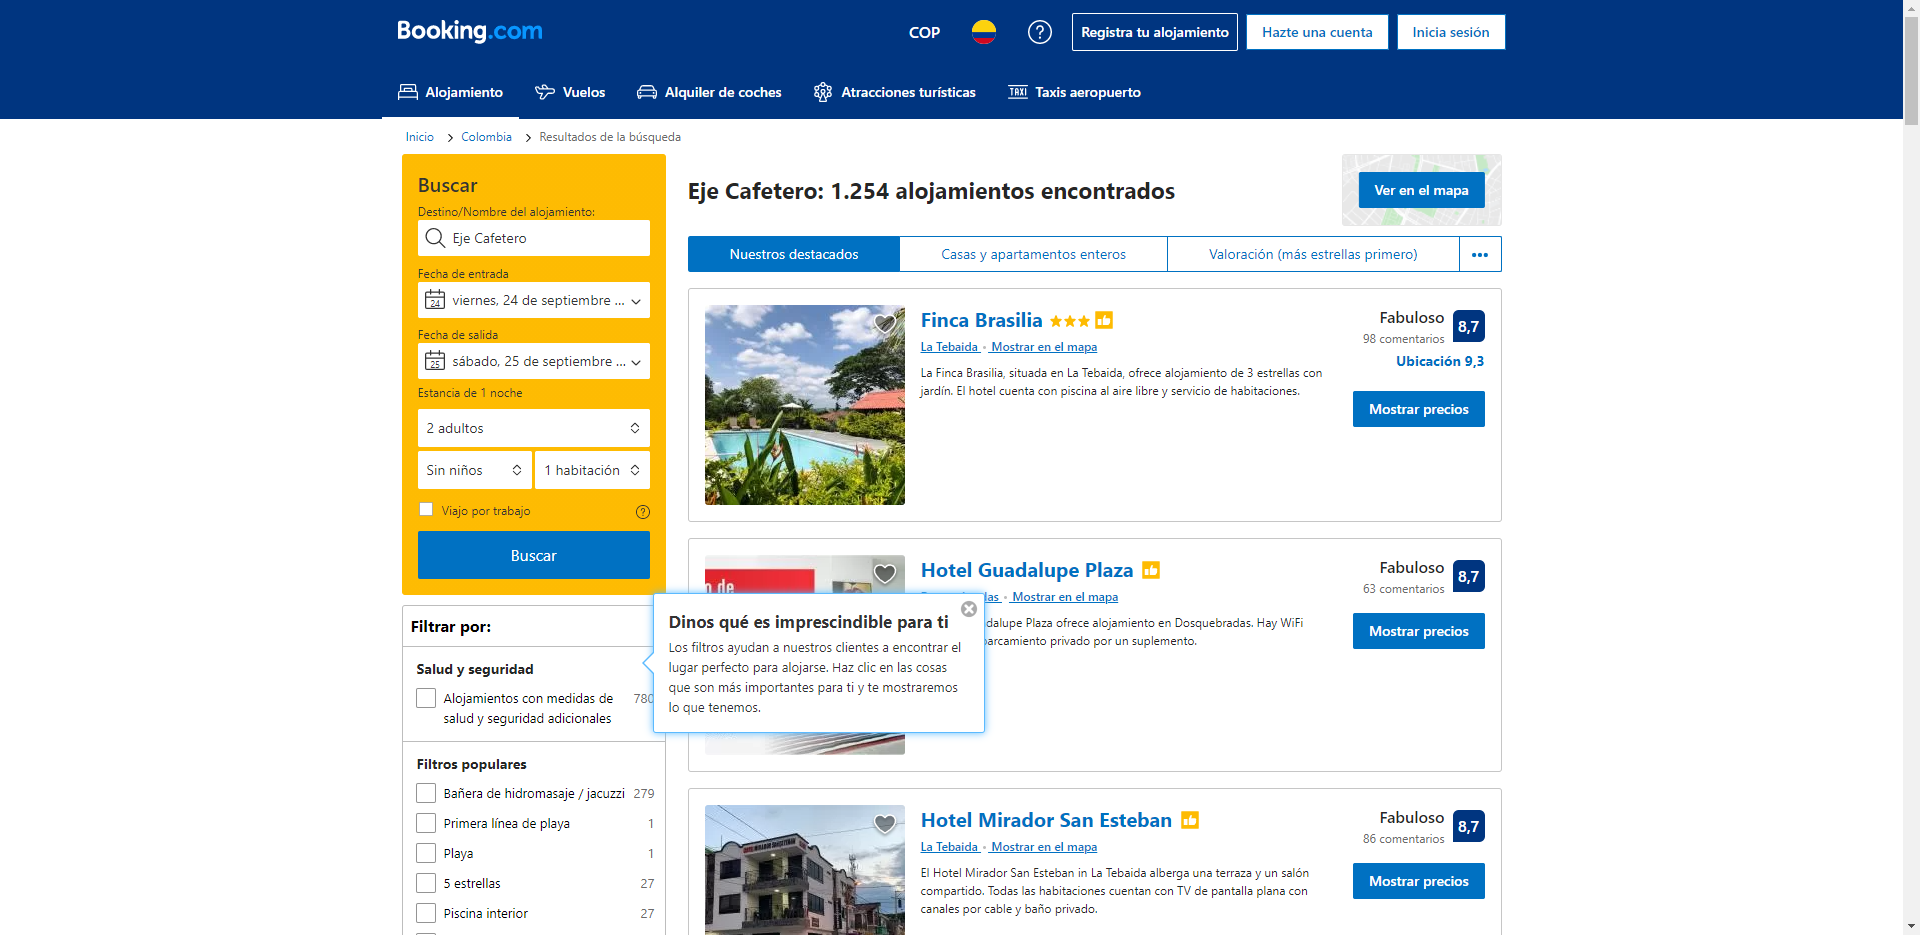 Booking.com
COP
Registra tu alojamiento
Hazte una cuenta
Inicia sesión
Alojamiento
Vuelos
Alquiler de coches
Atracciones turísticas
TAXI
Taxis aeropuerto
Inicio
Colombia
Resultados de la búsqueda
Buscar
Destino/Nombre del alojamiento:
Eje Cafetero
Fecha de entrada
24
viernes, 24 de septiembre ...
Fecha de salida
25
sábado, 25 de septiembre ...
Estancia de 1 noche
2 adultos
Sin niños
1 habitación
Viajo por trabajo
Buscar
Filtrar por:
Salud y seguridad
Alojamientos con medidas de
salud y seguridad adicionales
780
Filtros populares
Bañera de hidromasaje / jacuzzi 279
Primera línea de playa 1
Playa 1
5 estrellas 27
Piscina interior 27
Dinos qué es imprescindible para ti
Los filtros ayudan a nuestros clientes a encontrar el
lugar perfecto para alojarse. Haz clic en las cosas
que son más importantes para ti y te mostraremos
lo que tenemos.
Eje Cafetero: 1.254 alojamientos encontrados
Ver en el mapa
Nuestros destacados
Casas y apartamentos enteros
Valoración (más estrellas primero)
Finca Brasilia
La Tebaida • Mostrar en el mapa
La Finca Brasilia, situada en La Tebaida, ofrece alojamiento de 3 estrellas con
jardín. El hotel cuenta con piscina al aire libre y servicio de habitaciones.
Fabuloso
98 comentarios
8,7
Ubicación 9,3
Mostrar precios
Hotel Guadalupe Plaza
• Mostrar en el mapa
Plaza ofrece alojamiento en Dosquebradas. Hay WiFi
privado por un suplemento.
Fabuloso
63 comentarios
8,7
Mostrar precios
Hotel Mirador San Esteban
La Tebaida • Mostrar en el mapa
El Hotel Mirador San Esteban in La Tebaida alberga una terraza y un salón
compartido. Todas las habitaciones cuentan con TV de pantalla plana con
canales por cable y baño privado.
Fabuloso
86 comentarios
8,7
Mostrar precios